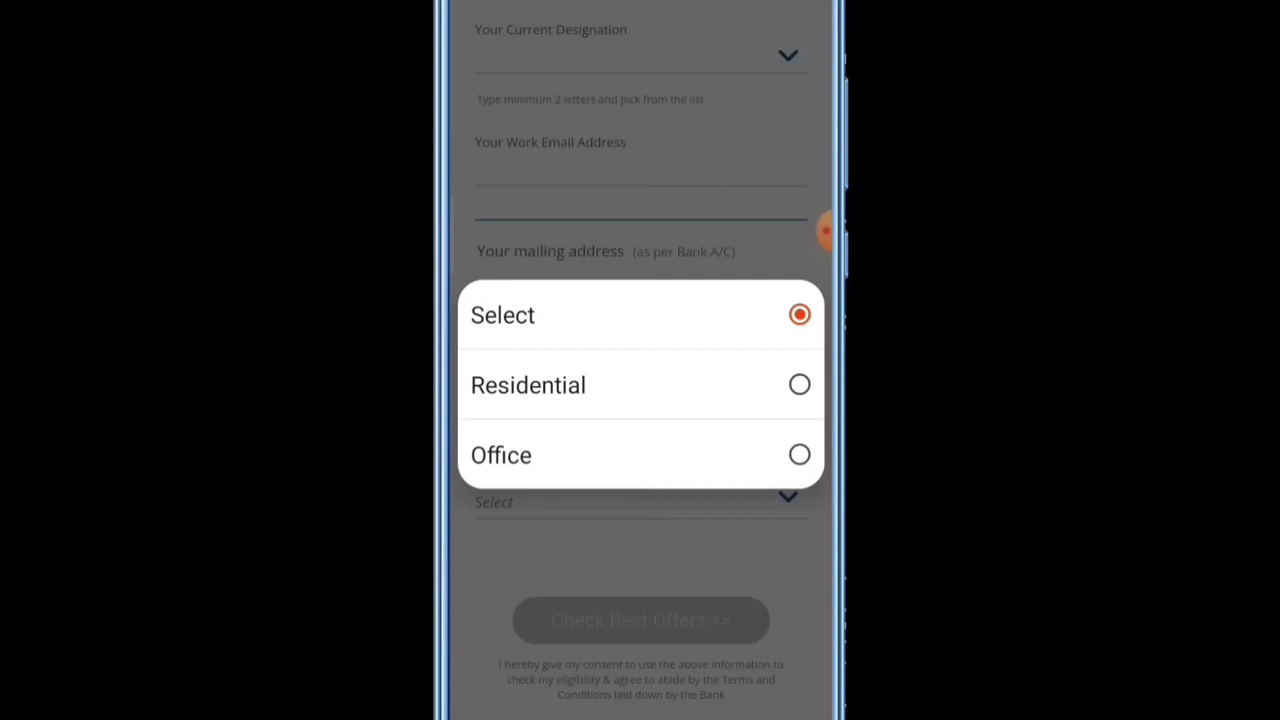 Your Current Designation
Type minimum 2 letters and pick from the list
Your Work Email Address
Your mailing address (as per Bank A/C)
Select
Residential
Office
Select
Check Best Offers >>
I hereby give my consent to use the above information to
check my eligibility & agree to abide by the Terms and
Conditions laid down by the Bank